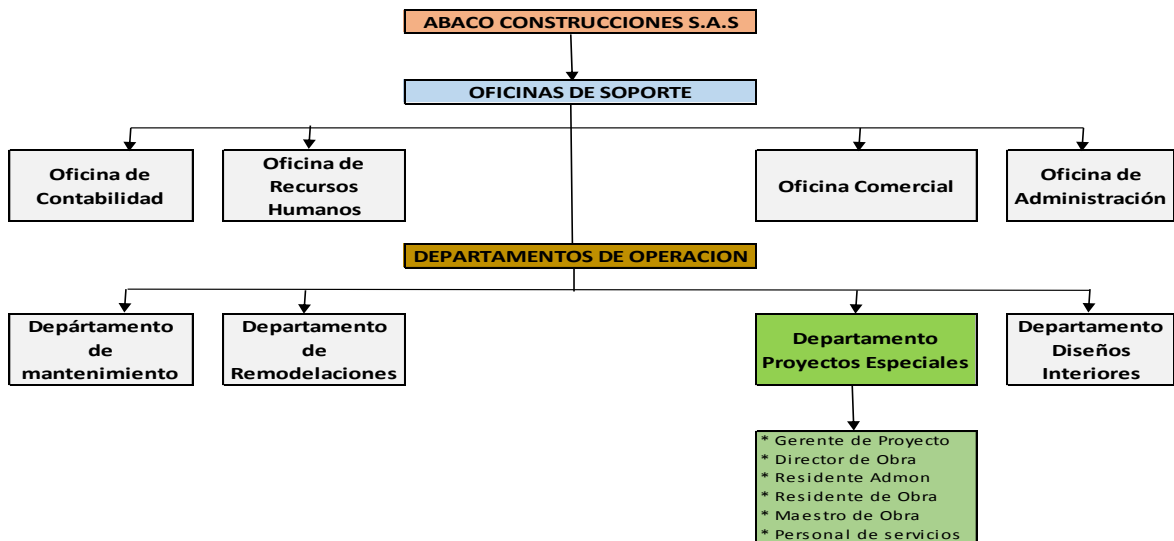 ABACO CONSTRUCCIONES S.A.S
OFICINAS DE SOPORTE
Oficina de
Contabilidad
Oficina de
Recursos
Humanos
Oficina Comercial
Oficina de
Administración
DEPARTAMENTOS DE OPERACION
Depártamento
de
mantenimiento
Departamento
de
Remodelaciones
Departamento
Proyectos Especiales
Departamento
Diseños
Interiores
* Gerente de Proyecto
* Director de Obra
* Residente Admon
* Residente de Obra
* Maestro de Obra
* Personal de servicios